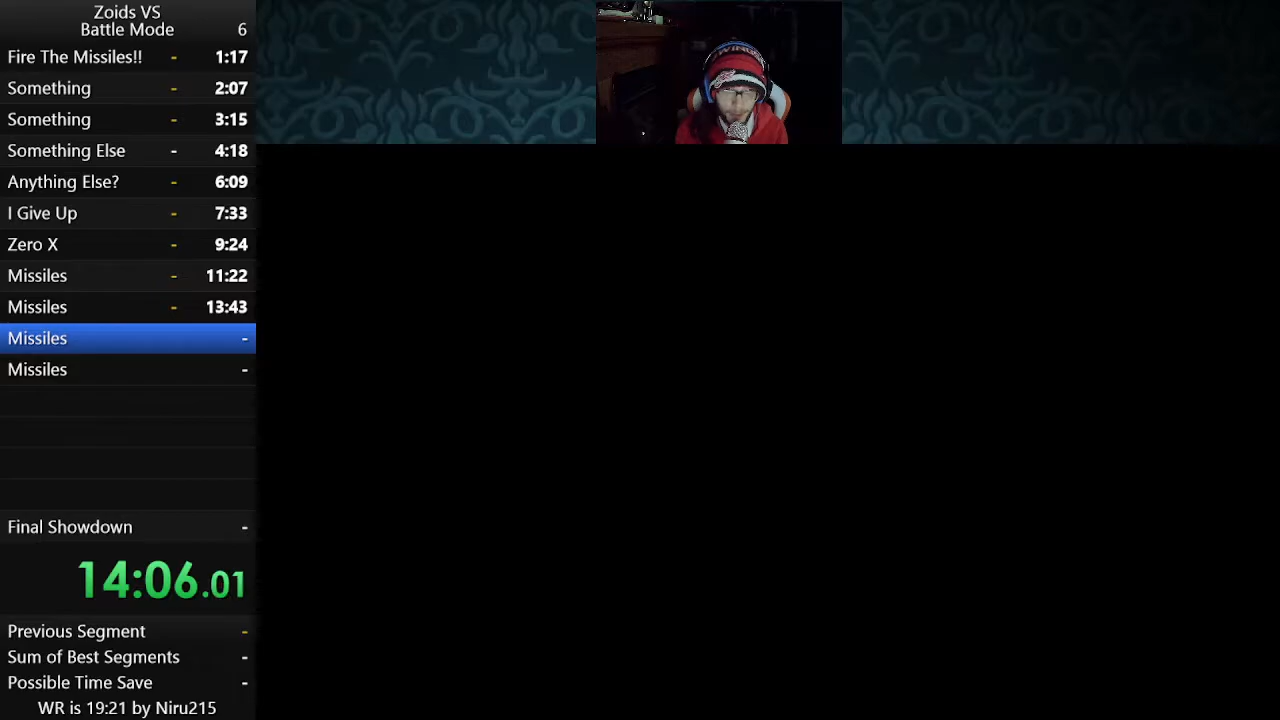 Zoids VS
Battle Mode 6
Fire The Missiles!! - 1:17
Something - 2:07
Something - 3:15
Something Else - 4:18
Anything Else? - 6:09
I Give Up - 7:33
Zero X - 9:24
Missiles - 11:22
Missiles - 13:43
Missiles -
Missiles -
Final Showdown -
14:06.01
Previous Segment -
Sum of Best Segments -
Possible Time Save -
WR is 19:21 by Niru215